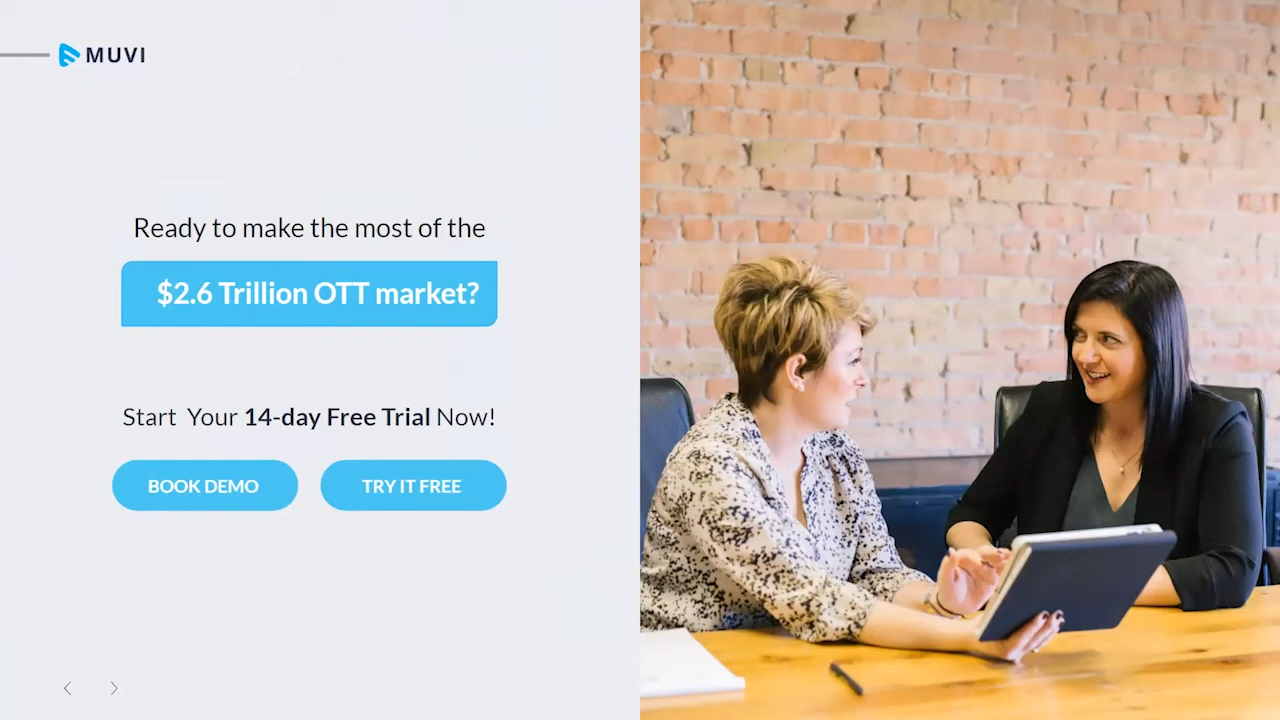 MUVI
Ready to make the most of the
$2.6 Trillion OTT market?
Start Your 14-day Free Trial Now!
BOOK DEMO
TRY IT FREE